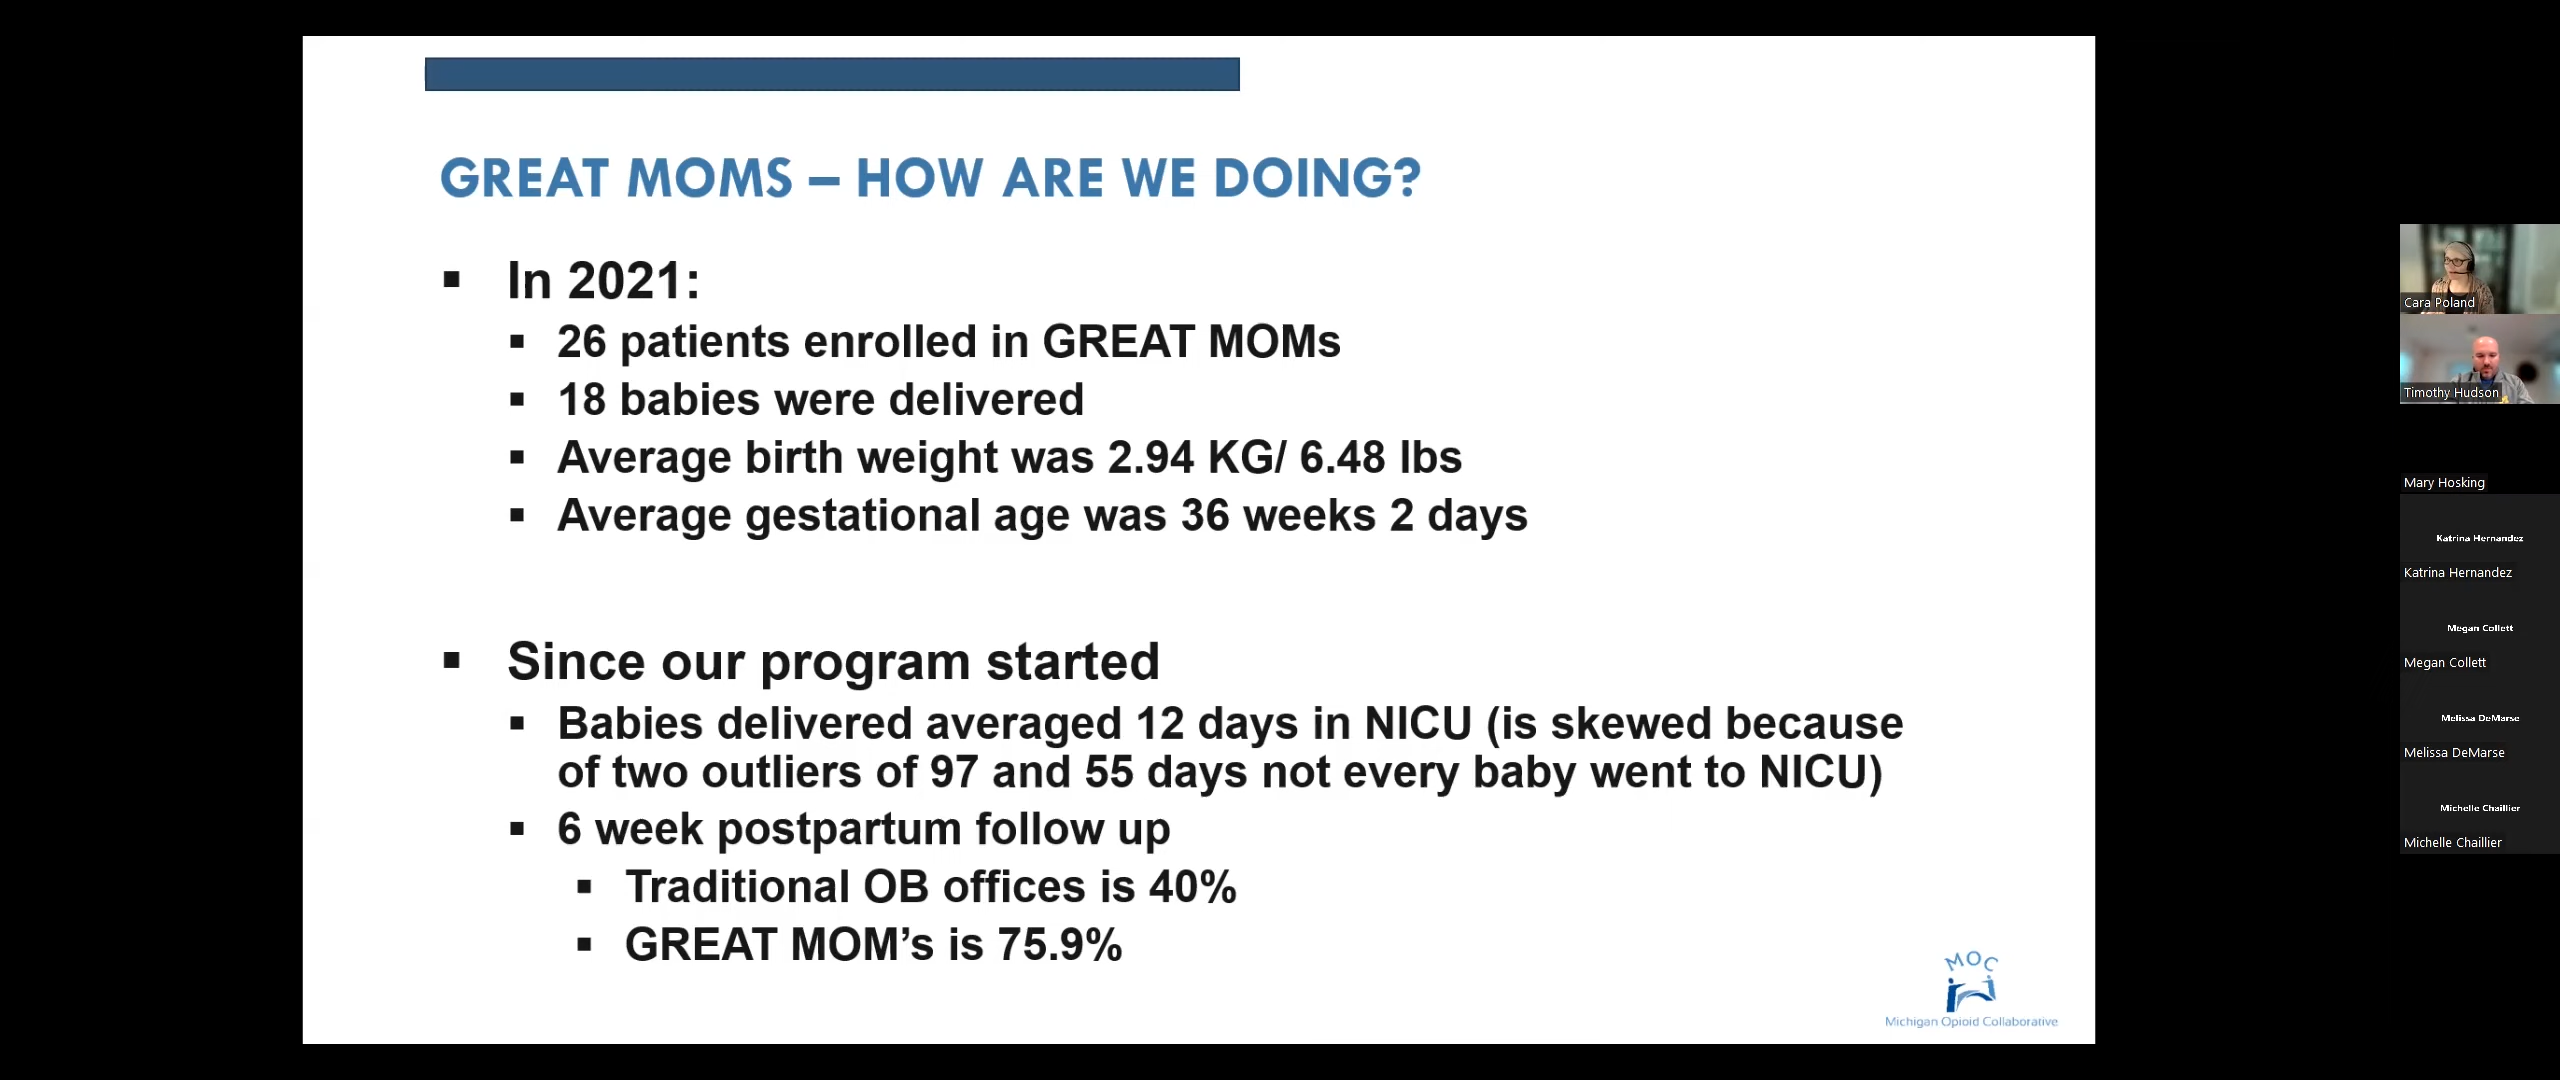 GREAT MOMS – HOW ARE WE DOING?
▪ In 2021:
▪ 26 patients enrolled in GREAT MOMs
▪ 18 babies were delivered
▪ Average birth weight was 2.94 KG/ 6.48 lbs
▪ Average gestational age was 36 weeks 2 days
▪ Since our program started
▪ Babies delivered averaged 12 days in NICU (is skewed because
of two outliers of 97 and 55 days not every baby went to NICU)
▪ 6 week postpartum follow up
▪ Traditional OB offices is 40%
▪ GREAT MOM’s is 75.9%
MOC
Michigan Opioid Collaborative
Cara Poland
Timothy Hudson
Mary Hosking
Katrina Hernandez
Katrina Hernandez
Megan Collett
Megan Collett
Melissa DeMarse
Melissa DeMarse
Michelle Chaillier
Michelle Chaillier